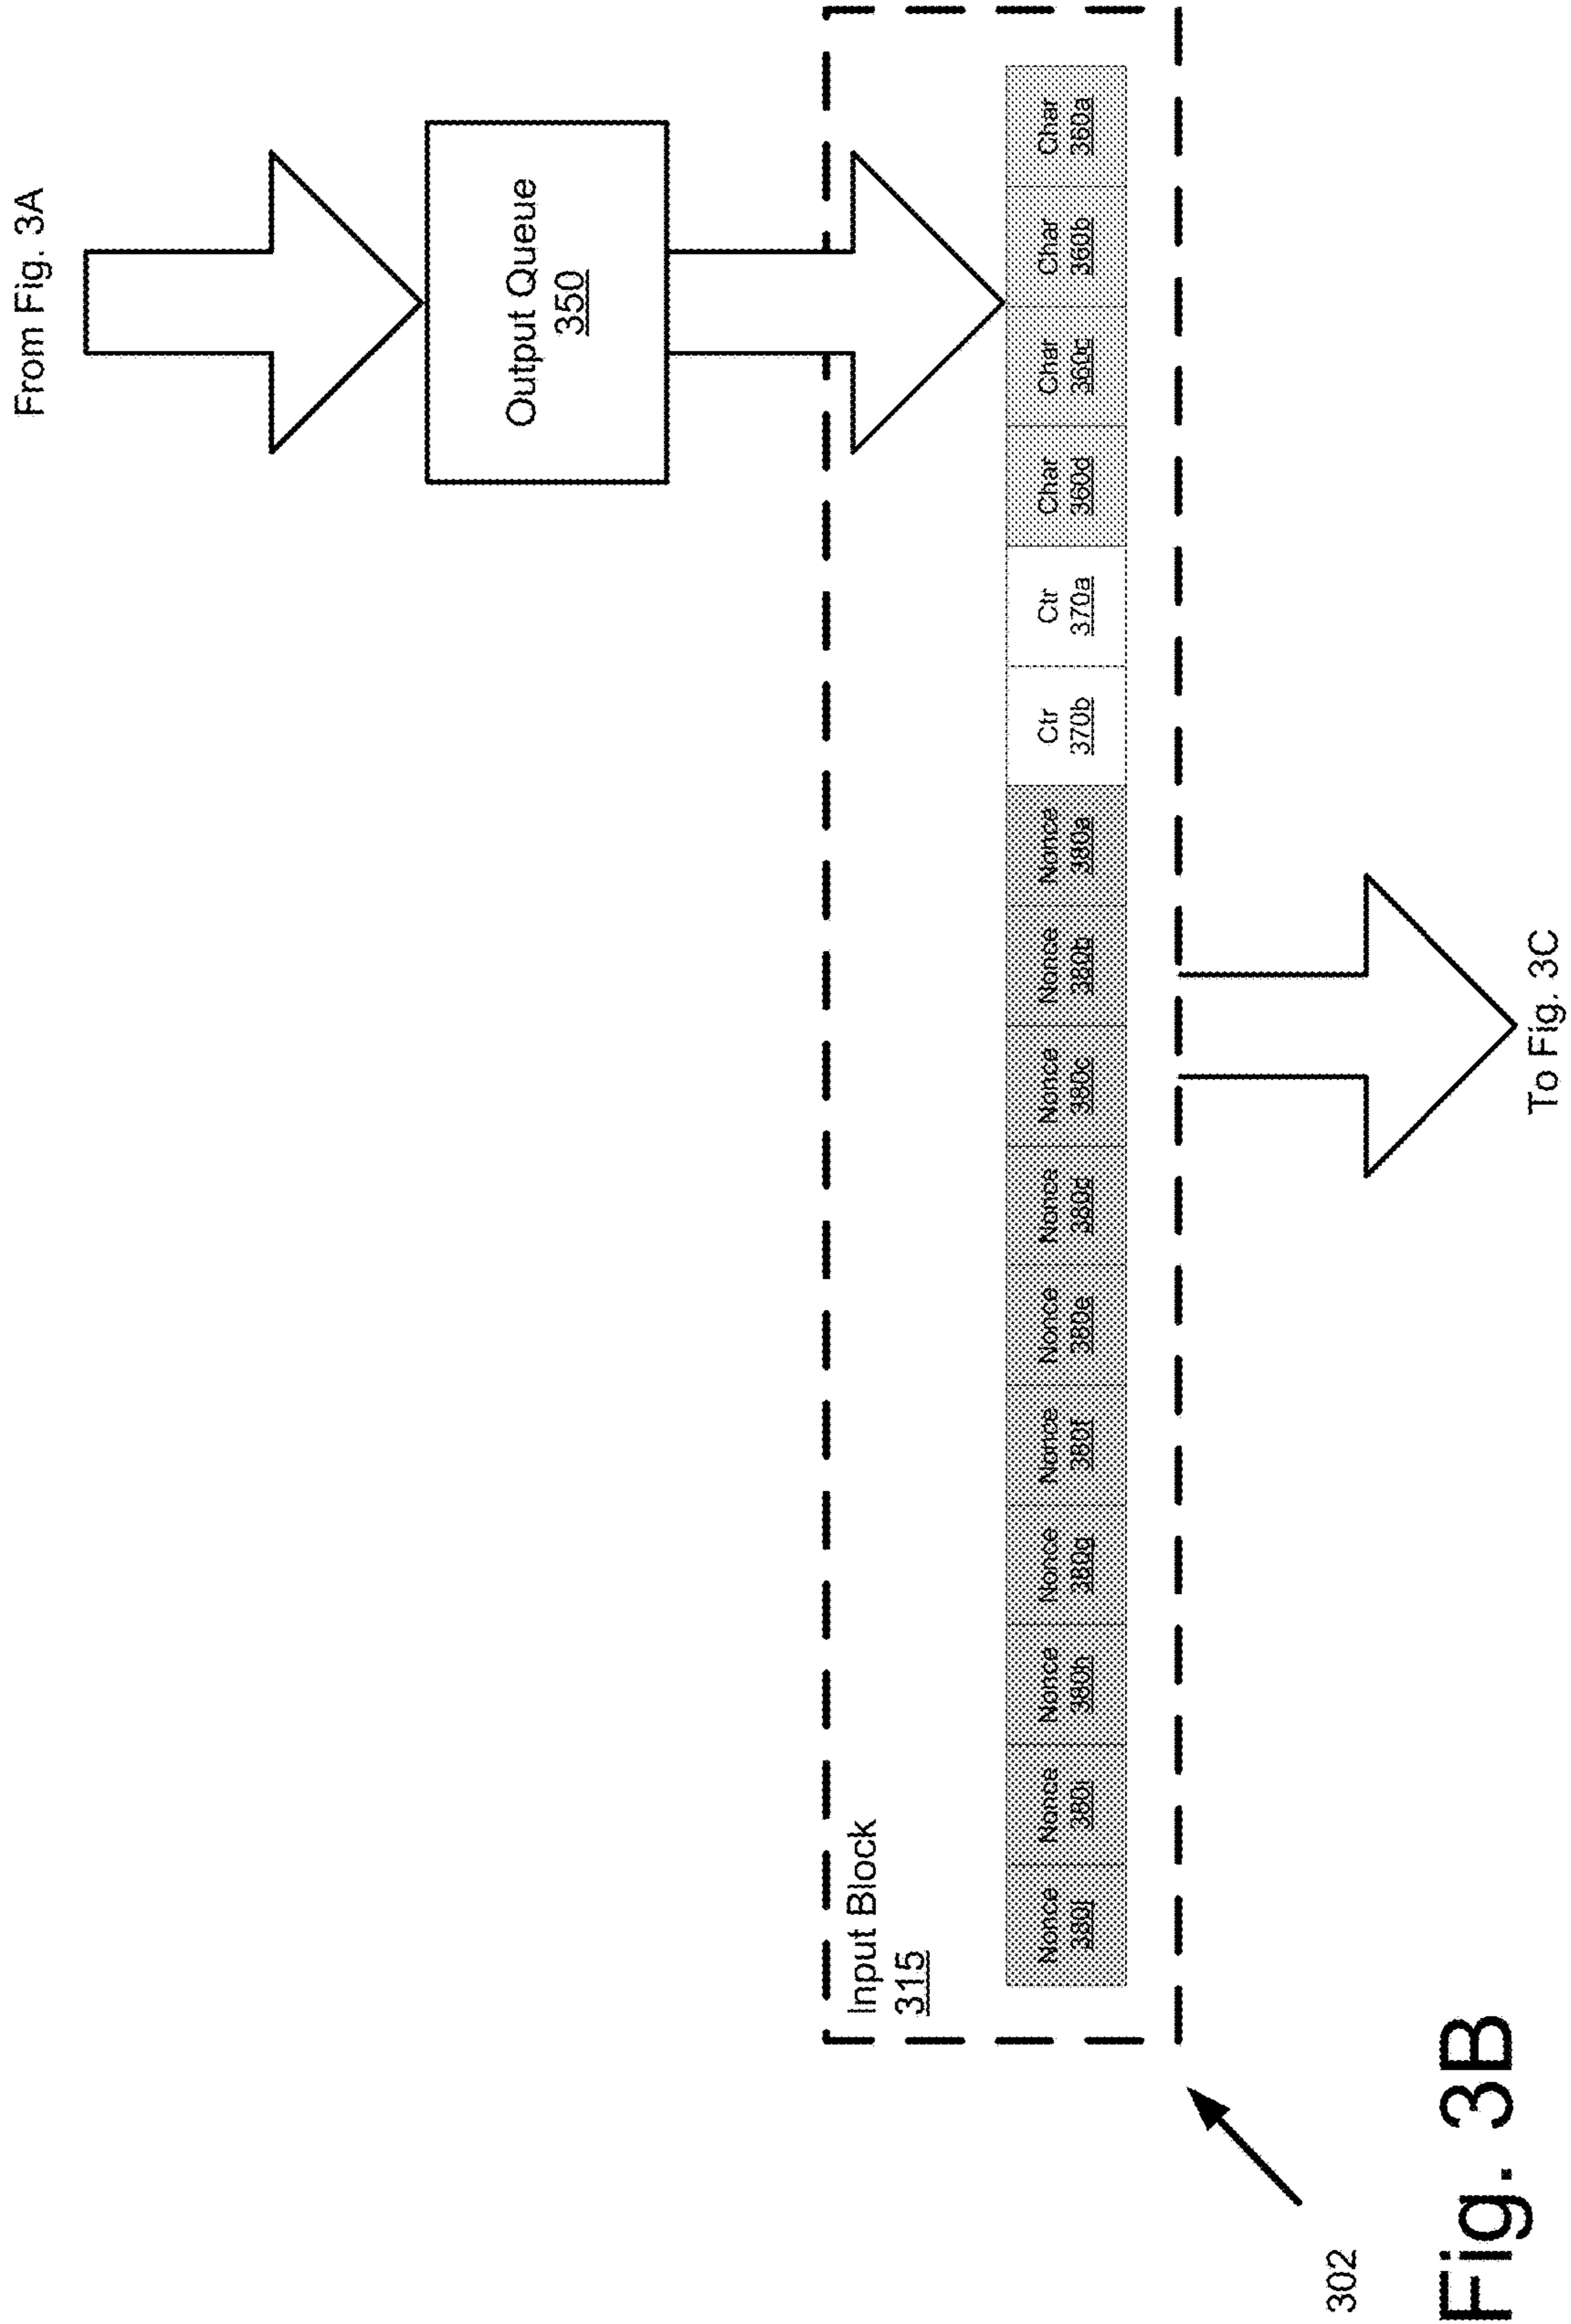 From Fig. 3A
Output Queue
350
Input Block
315
Nonce
380j
Nonce
380i
Nonce
380h
Nonce
380g
Nonce
380f
Nonce
380e
Nonce
380d
Nonce
380c
Nonce
380b
Nonce
380a
Ctr
370b
Ctr
370a
Char
360d
Char
360c
Char
360b
Char
360a
302
To Fig. 3C
Fig. 3B